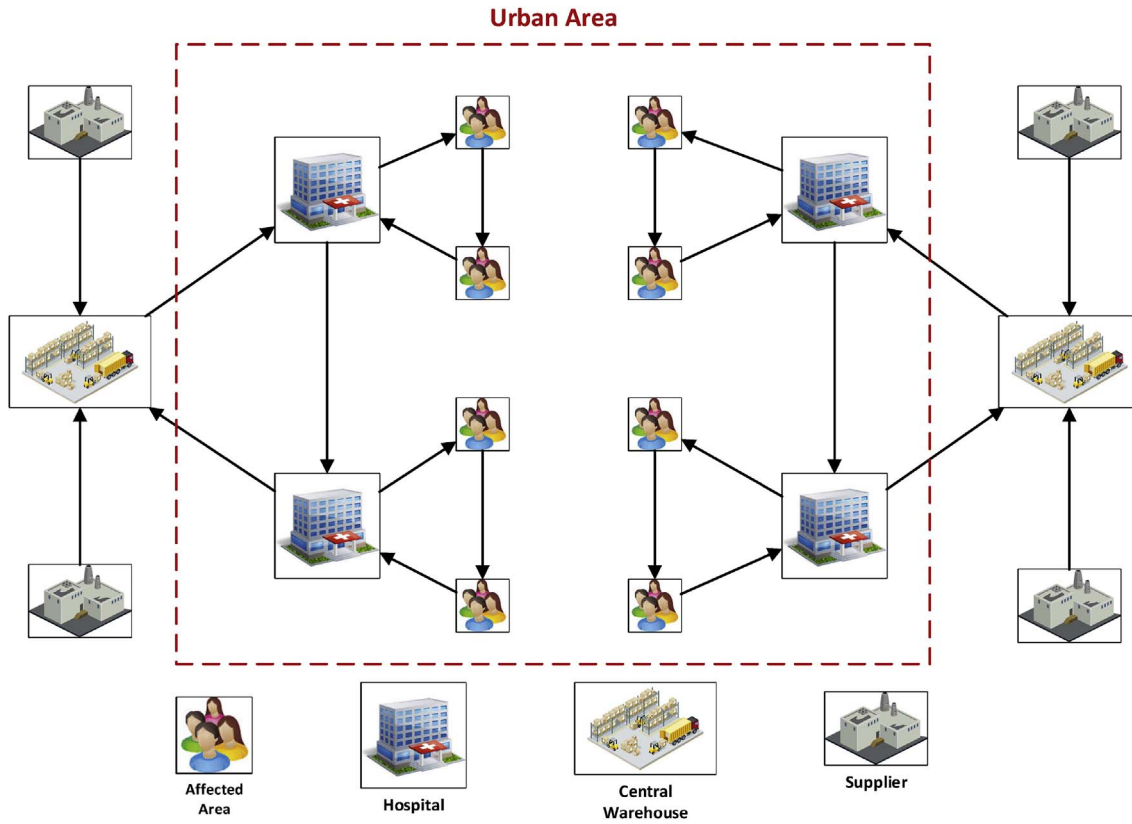 Urban Area
Affected
Area
Hospital
Central
Warehouse
Supplier